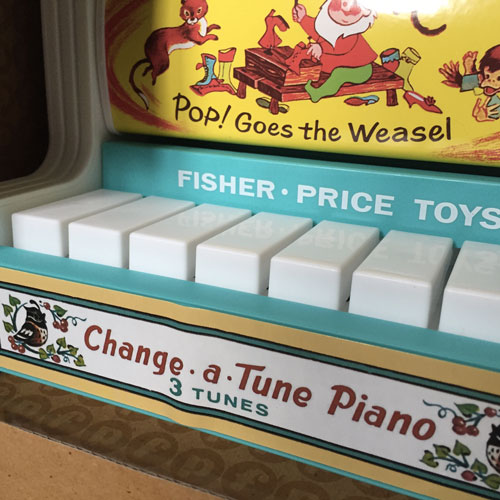 Pop! Goes the Weasel
FISHER · PRICE TOYS
Change · a · Tune Piano
3 TUNES